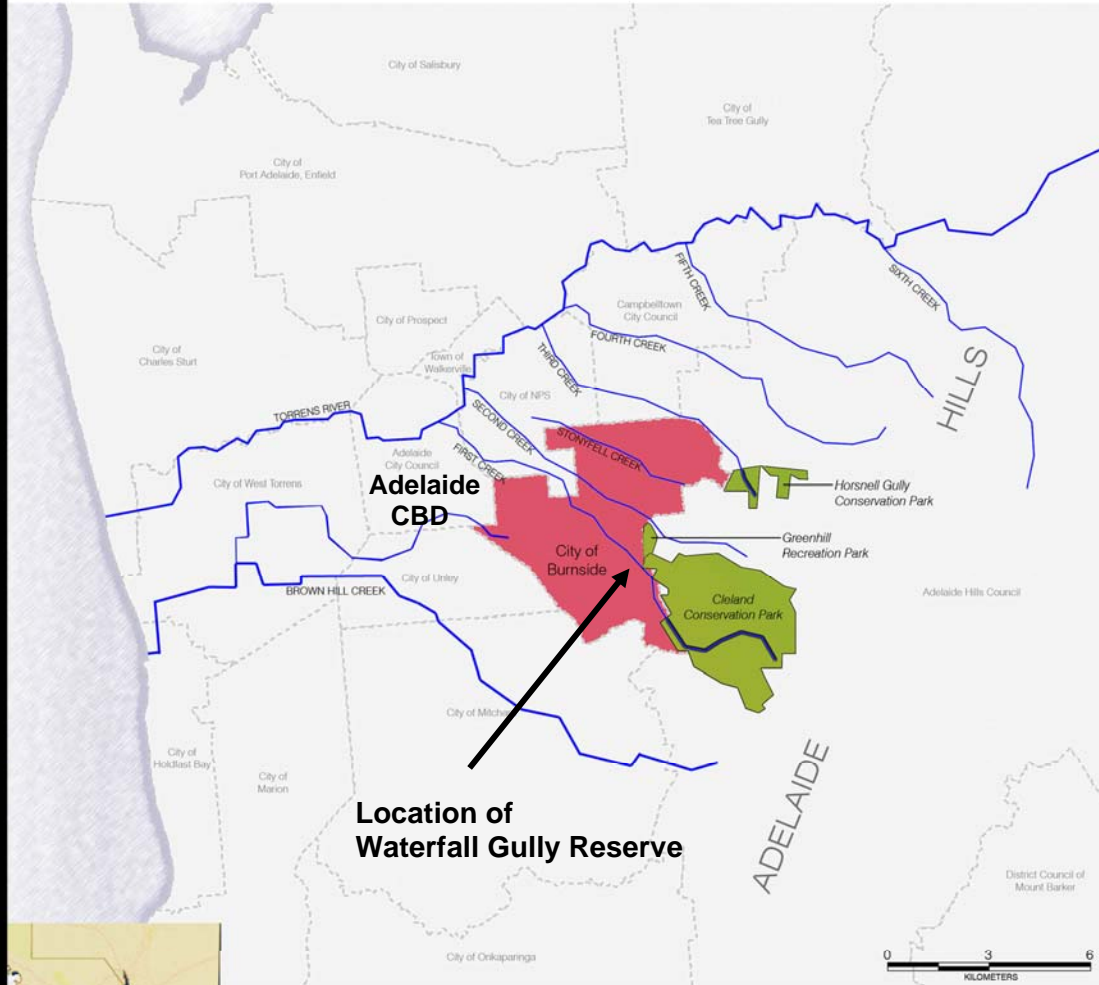 City of Salisbury
City of
Tea Tree Gully
City of
Port Adelaide, Enfield
FIFTH CREEK
SIXTH CREEK
Campbelltown
City Council
City of Prospect
FOURTH CREEK
City of
Charles Sturt
Town of
Walkerville
THIRD CREEK
HILLS
City of NPS
SECOND CREEK
TORRENS RIVER
STONYFELL CREEK
FIRST CREEK
Adelaide
City Council
City of West Torrens
Adelaide
CBD
Horsnell Gully
Conservation Park
Greenhill
Recreation Park
City of
Burnside
City of Unley
BROWN HILL CREEK
Cleland
Conservation Park
Adelaide Hills Council
City of Mitcham
City of
Holdfast Bay
City of
Marion
ADELAIDE
Location of
Waterfall Gully Reserve
District Council of
Mount Barker
City of Onkaparinga
0 3 6
KILOMETERS